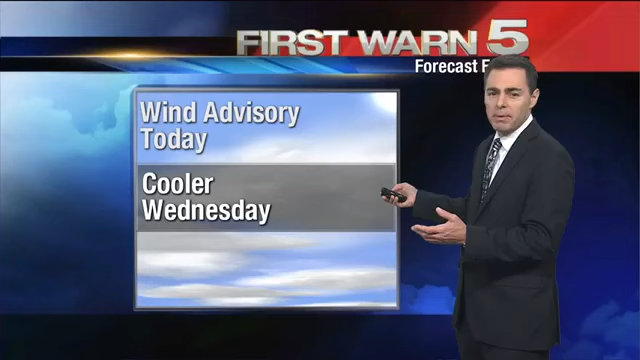 FIRST WARN 5
Forecast F
Wind Advisory
Today
Cooler
Wednesday